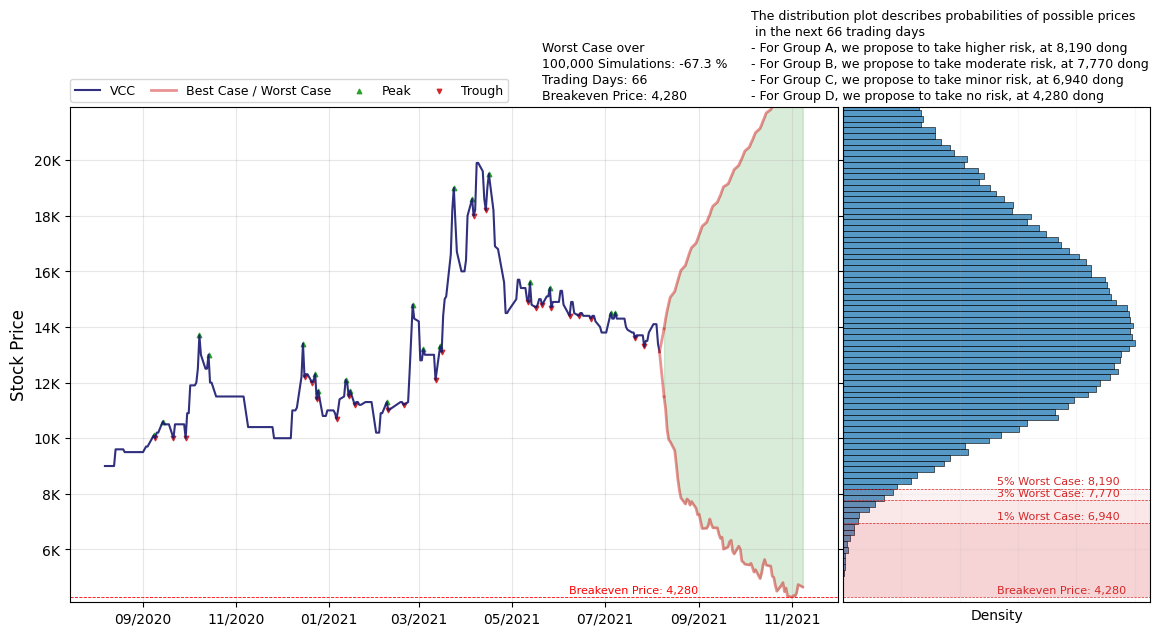 The distribution plot describes probabilities of possible prices
in the next 66 trading days
- For Group A, we propose to take higher risk, at 8,190 dong
- For Group B, we propose to take moderate risk, at 7,770 dong
- For Group C, we propose to take minor risk, at 6,940 dong
- For Group D, we propose to take no risk, at 4,280 dong
Worst Case over
100,000 Simulations: -67.3 %
Trading Days: 66
Breakeven Price: 4,280
VCC
Best Case / Worst Case
Peak
Trough
Stock Price
20K
18K
16K
14K
12K
10K
8K
6K
Breakeven Price: 4,280
09/2020
11/2020
01/2021
03/2021
05/2021
07/2021
09/2021
11/2021
5% Worst Case: 8,190
3% Worst Case: 7,770
1% Worst Case: 6,940
Breakeven Price: 4,280
Density